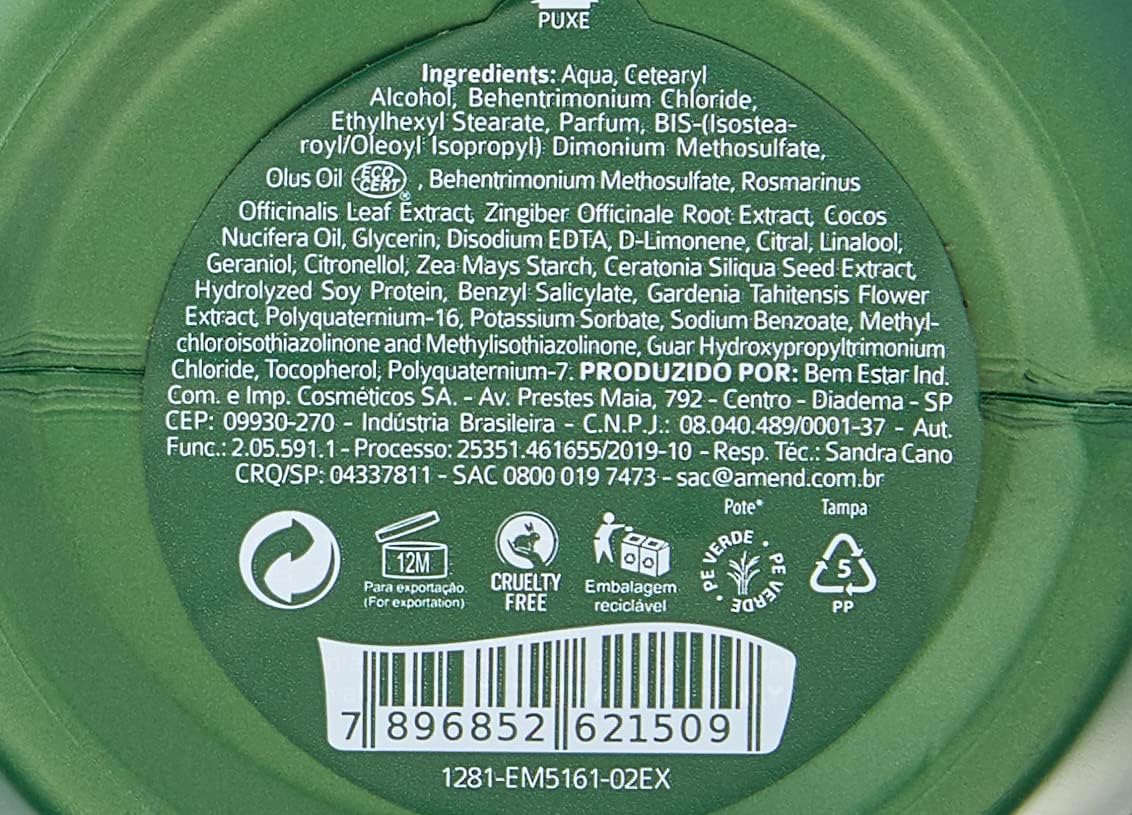 PUXE
Ingredients: Aqua, Cetearyl
Alcohol, Behentrimonium Chloride,
Ethylhexyl Stearate, Parfum, BIS-(Isostea-
royl/Oleoyl Isopropyl) Dimonium Methosulfate,
Olus Oil ECO CERT ® , Behentrimonium Methosulfate, Rosmarinus
Officinalis Leaf Extract, Zingiber Officinale Root Extract, Cocos
Nucifera Oil, Glycerin, Disodium EDTA, D-Limonene, Citral, Linalool,
Geraniol, Citronellol, Zea Mays Starch, Ceratonia Siliqua Seed Extract,
Hydrolyzed Soy Protein, Benzyl Salicylate, Gardenia Tahitensis Flower
Extract, Polyquaternium-16, Potassium Sorbate, Sodium Benzoate, Methyl-
chloroisothiazolinone and Methylisothiazolinone, Guar Hydroxypropyltrimonium
Chloride, Tocopherol, Polyquaternium-7. PRODUZIDO POR: Bem Estar Ind.
Com. e Imp. Cosméticos SA. - Av. Prestes Maia, 792 - Centro - Diadema - SP
CEP: 09930-270 - Indústria Brasileira - C.N.P.J.: 08.040.489/0001-37 - Aut.
Func.: 2.05.591.1 - Processo: 25351.461655/2019-10 - Resp. Téc.: Sandra Cano
CRQ/SP: 04337811 - SAC 0800 019 7473 - sac@amend.com.br
Pote* Tampa
12M
Para exportação.
(For exportation)
CRUELTY
FREE
Embalagem
reciclável
PE VERDE • PE VERDE •
5
PP
7 896852 621509
1281-EM5161-02EX